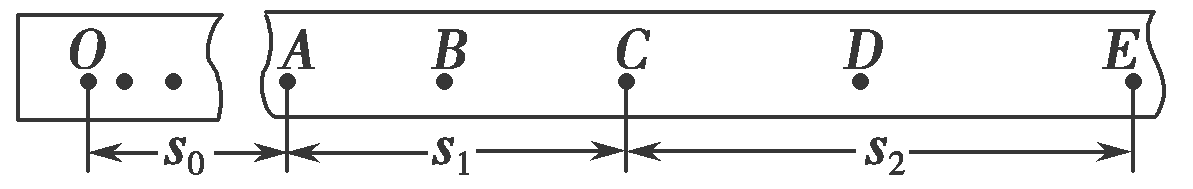 O A B C D E
s₀ s₁ s₂